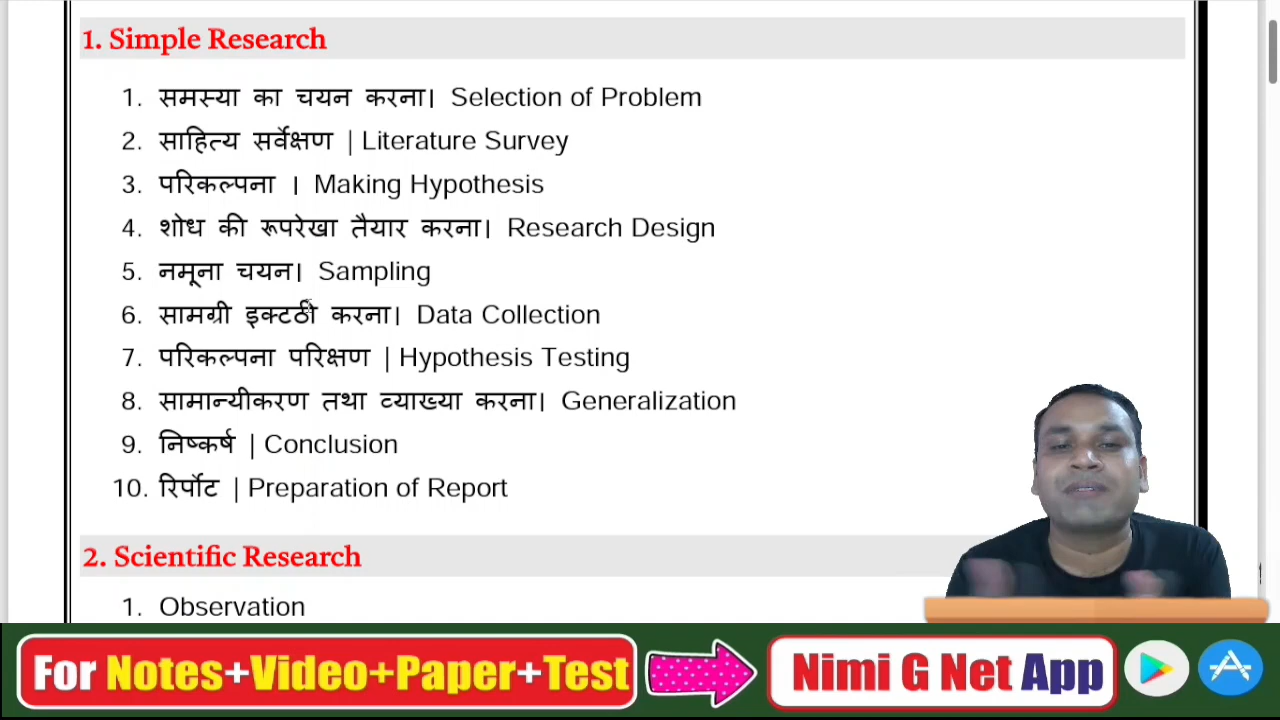 1. Simple Research
1. समस्या का चयन करना। Selection of Problem
2. साहित्य सर्वेक्षण | Literature Survey
3. परिकल्पना । Making Hypothesis
4. शोध की रूपरेखा तैयार करना। Research Design
5. नमूना चयन। Sampling
6. सामग्री इक्टठी करना। Data Collection
7. परिकल्पना परिक्षण | Hypothesis Testing
8. सामान्यीकरण तथा व्याख्या करना। Generalization
9. निष्कर्ष | Conclusion
10. रिर्पोट | Preparation of Report
2. Scientific Research
1. Observation
For Notes+Video+Paper+Test Nimi G Net App